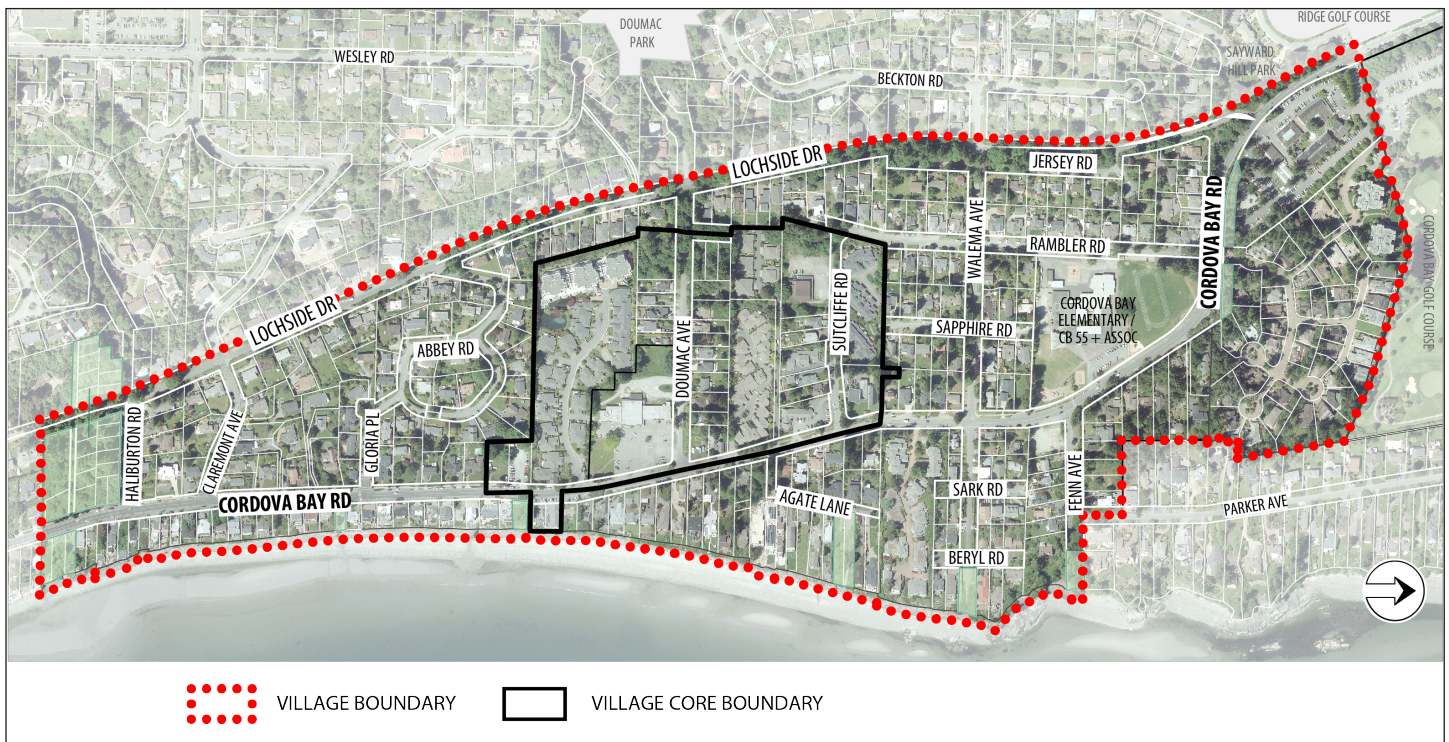 RIDGE GOLF COURSE
DOUMAC
PARK
WESLEY RD
SAYWARD
HILL PARK
BECKTON RD
LOCHSIDE DR
JERSEY RD
CORDOVA BAY RD
WALEMA AVE
RAMBLER RD
CORDOVA BAY GOLF COURSE
LOCHSIDE DR
SUTCLIFFE RD
CORDOVA BAY
ELEMENTARY /
CB 55 + ASSOC
SAPPHIRE RD
ABBEY RD
DOUMAC AVE
HALIBURTON RD
CLAREMONT AVE
GLORIA PL
CORDOVA BAY RD
AGATE LANE
SARK RD
FENN AVE
PARKER AVE
BERYL RD
VILLAGE BOUNDARY
VILLAGE CORE BOUNDARY